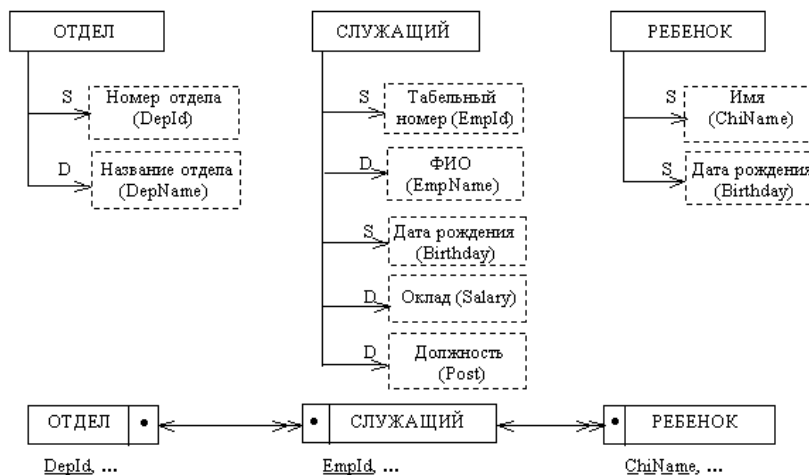 ОТДЕЛ
S
Номер отдела
(DepId)
D
Название отдела
(DepName)
СЛУЖАЩИЙ
S
Табельный
номер (EmpId)
D
ФИО
(EmpName)
S
Дата рождения
(Birthday)
D
Оклад (Salary)
D
Должность
(Post)
РЕБЕНОК
S
Имя
(ChiName)
S
Дата рождения
(Birthday)
ОТДЕЛ
СЛУЖАЩИЙ
РЕБЕНОК
DepId, ...
EmpId, ...
ChiName, ...